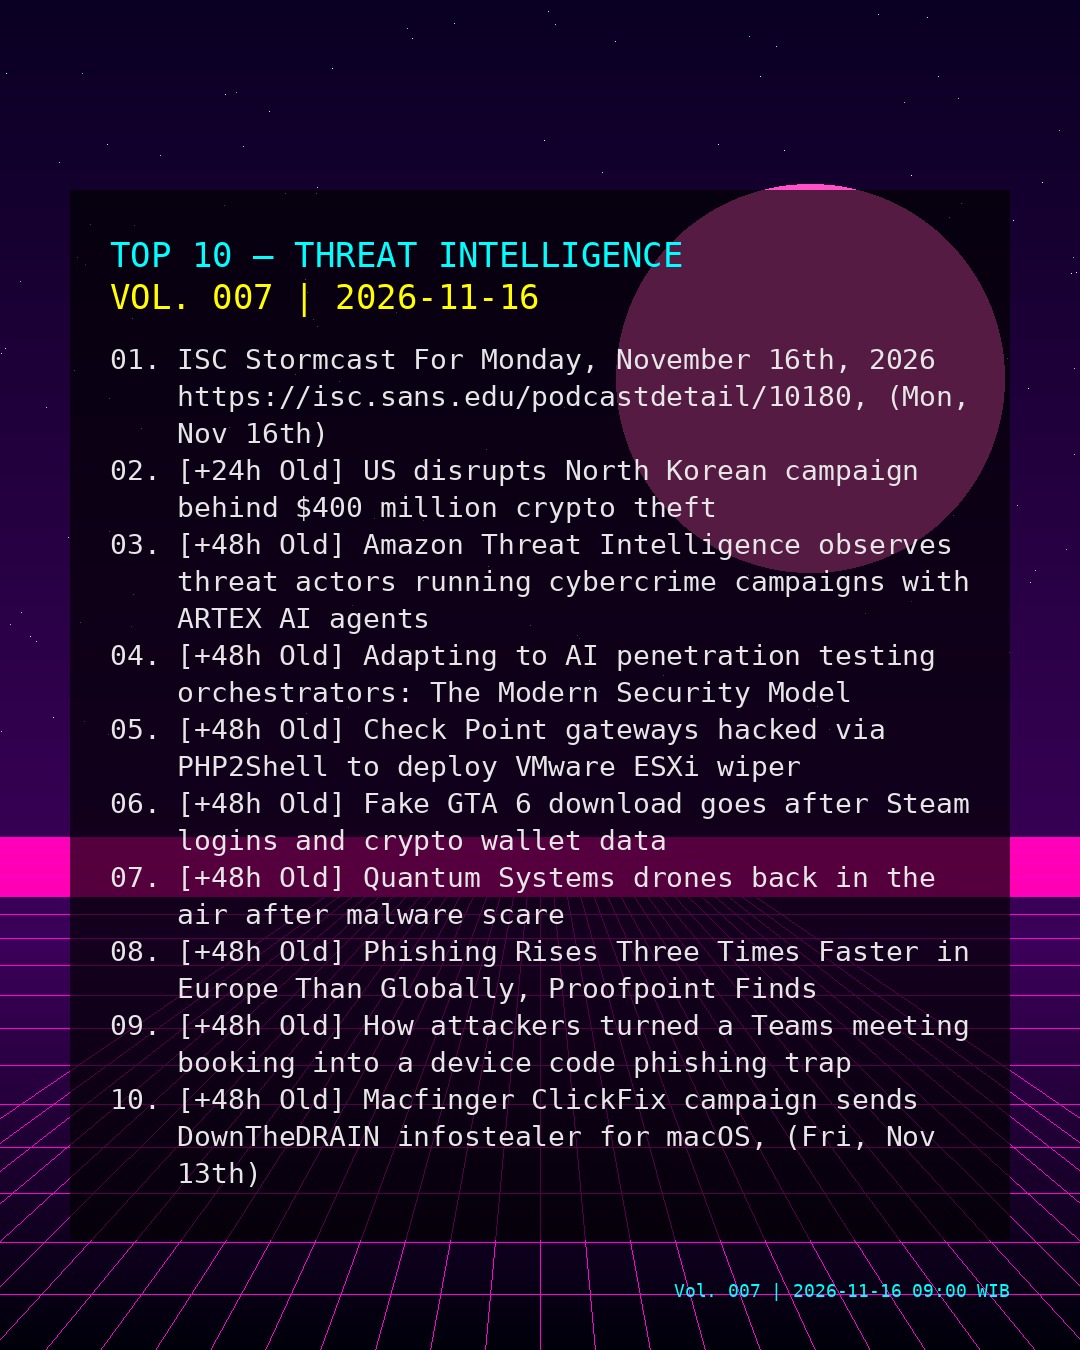 TOP 10 — THREAT INTELLIGENCE
VOL. 007 | 2026-11-16
01. ISC Stormcast For Monday, November 16th, 2026
https://isc.sans.edu/podcastdetail/10180, (Mon,
Nov 16th)
02. [+24h Old] US disrupts North Korean campaign
behind $400 million crypto theft
03. [+48h Old] Amazon Threat Intelligence observes
threat actors running cybercrime campaigns with
ARTEX AI agents
04. [+48h Old] Adapting to AI penetration testing
orchestrators: The Modern Security Model
05. [+48h Old] Check Point gateways hacked via
PHP2Shell to deploy VMware ESXi wiper
06. [+48h Old] Fake GTA 6 download goes after Steam
logins and crypto wallet data
07. [+48h Old] Quantum Systems drones back in the
air after malware scare
08. [+48h Old] Phishing Rises Three Times Faster in
Europe Than Globally, Proofpoint Finds
09. [+48h Old] How attackers turned a Teams meeting
booking into a device code phishing trap
10. [+48h Old] Macfinger ClickFix campaign sends
DownTheDRAIN infostealer for macOS, (Fri, Nov
13th)
Vol. 007 | 2026-11-16 09:00 WIB